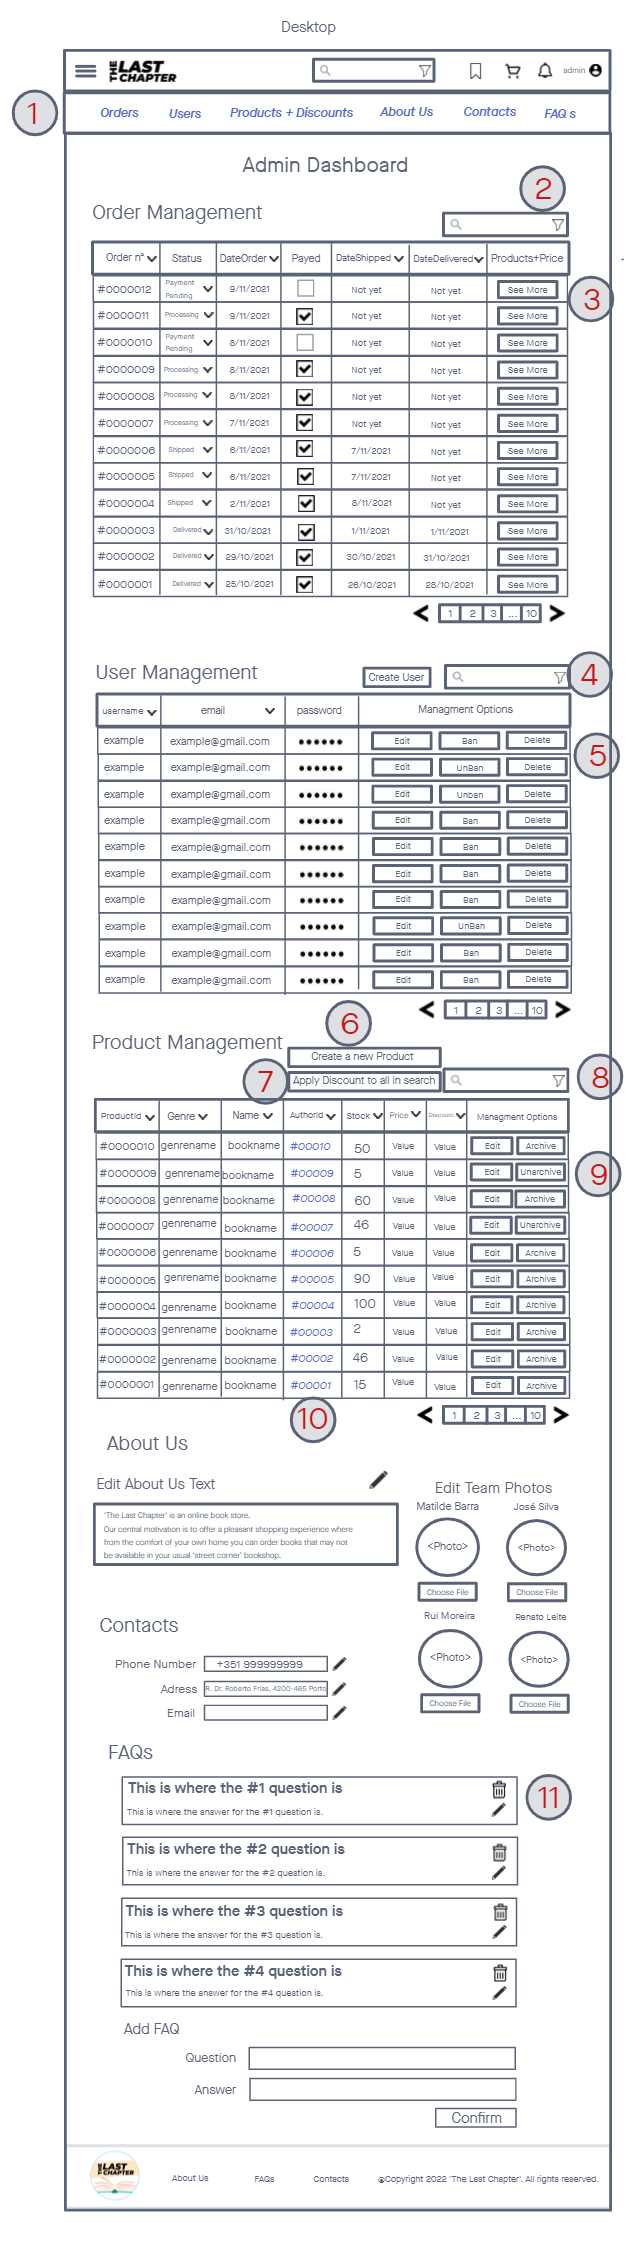 Desktop
THE LAST CHAPTER
admin
1
Orders Users Products + Discounts About Us Contacts FAQ s
Admin Dashboard
2
Order Management
Order n° Status DateOrder Payed DateShipped DateDelivered Products+Price
3
#0000012 Payment Pending 9/11/2021 Not yet Not yet See More
#0000011 Processing 9/11/2021 Not yet Not yet See More
#0000010 Payment Pending 8/11/2021 Not yet Not yet See More
#0000009 Processing 8/11/2021 Not yet Not yet See More
#0000008 Processing 8/11/2021 Not yet Not yet See More
#0000007 Processing 7/11/2021 Not yet Not yet See More
#0000006 Shipped 6/11/2021 7/11/2021 Not yet See More
#0000005 Shipped 6/11/2021 7/11/2021 Not yet See More
#0000004 Shipped 2/11/2021 8/11/2021 Not yet See More
#0000003 Delivered 31/10/2021 1/11/2021 1/11/2021 See More
#0000002 Delivered 29/10/2021 30/10/2021 31/10/2021 See More
#0000001 Delivered 25/10/2021 26/10/2021 28/10/2021 See More
1 2 3 ... 10
User Management Create User 4
username email password Managment Options
5
example example@gmail.com Edit Ban Delete
example example@gmail.com Edit UnBan Delete
example example@gmail.com Edit Unban Delete
example example@gmail.com Edit Ban Delete
example example@gmail.com Edit Ban Delete
example example@gmail.com Edit Ban Delete
example example@gmail.com Edit Ban Delete
example example@gmail.com Edit UnBan Delete
example example@gmail.com Edit Ban Delete
example example@gmail.com Edit Ban Delete
1 2 3 ... 10
6
Product Management
Create a new Product
7 Apply Discount to all in search 8
ProductId Genre Name AuthorId Stock Price Discount Managment Options
9
#0000010 genrename bookname #00010 50 Value Value Edit Archive
#0000009 genrename bookname #00009 5 Value Value Edit Unarchive
#0000008 genrename bookname #00008 60 Value Value Edit Archive
#0000007 genrename bookname #00007 46 Value Value Edit Unarchive
#0000006 genrename bookname #00006 5 Value Value Edit Archive
#0000005 genrename bookname #00005 90 Value Value Edit Archive
#0000004 genrename bookname #00004 100 Value Value Edit Archive
#0000003 genrename bookname #00003 2 Value Value Edit Archive
#0000002 genrename bookname #00002 46 Value Value Edit Archive
#0000001 genrename bookname #00001 15 Value Value Edit Archive
1 2 3 ... 10
10
About Us
Edit About Us Text
'The Last Chapter' is an online book store.
Our central motivation is to offer a pleasant shopping experience where
from the comfort of your own home you can order books that may not
be available in your usual 'street corner' bookshop.
Edit Team Photos
Matilde Barra José Silva
<Photo> <Photo>
Choose File Choose File
Rui Moreira Renato Leite
<Photo> <Photo>
Choose File Choose File
Contacts
Phone Number +351 999999999
Adress R. Dr. Roberto Frias, 4200-465 Porto
Email
FAQs
11
This is where the #1 question is
This is where the answer for the #1 question is.
This is where the #2 question is
This is where the answer for the #2 question is.
This is where the #3 question is
This is where the answer for the #3 question is.
This is where the #4 question is
This is where the answer for the #4 question is.
Add FAQ
Question
Answer
Confirm
THE LAST CHAPTER
About Us FAQs Contacts ©Copyright 2022 'The Last Chapter'. All rights reserved.